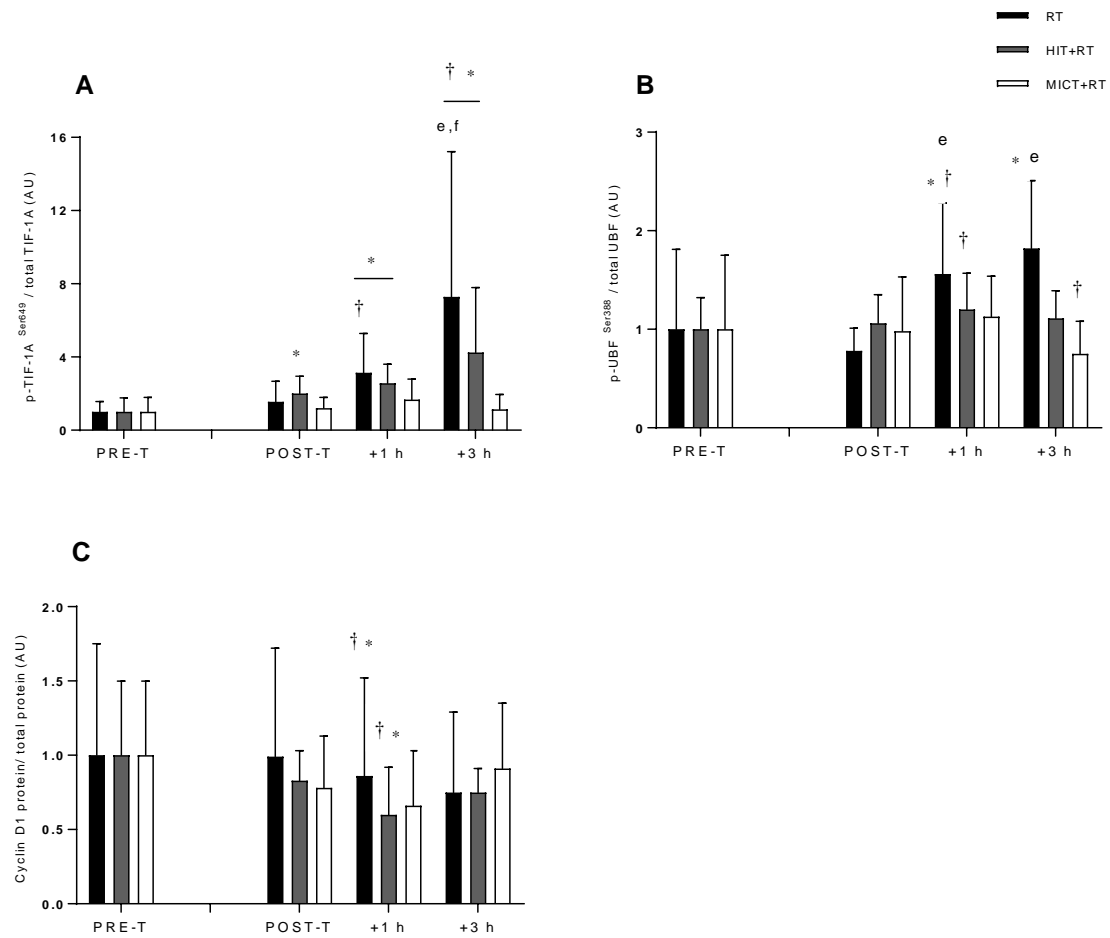 RT
HIT+RT
MICT+RT
A
† *
e,f
16
12
8
4
0
*
*
†
p-TIF-1A Ser649 / total TIF-1A (AU)
PRE-T
POST-T
+1 h
+3 h
B
e
* †
†
* e
†
3
2
1
0
p-UBF Ser388 / total UBF (AU)
PRE-T
POST-T
+1 h
+3 h
C
† *
† *
2.0
1.5
1.0
0.5
0.0
Cyclin D1 protein/ total protein (AU)
PRE-T
POST-T
+1 h
+3 h